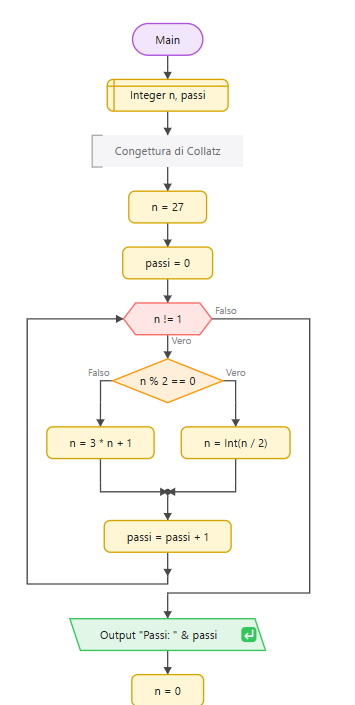 Main
Integer n, passi
Congettura di Collatz
n = 27
passi = 0
n != 1
Falso
Vero
Falso
n % 2 == 0
Vero
n = 3 * n + 1
n = Int(n / 2)
passi = passi + 1
Output "Passi: " & passi
n = 0